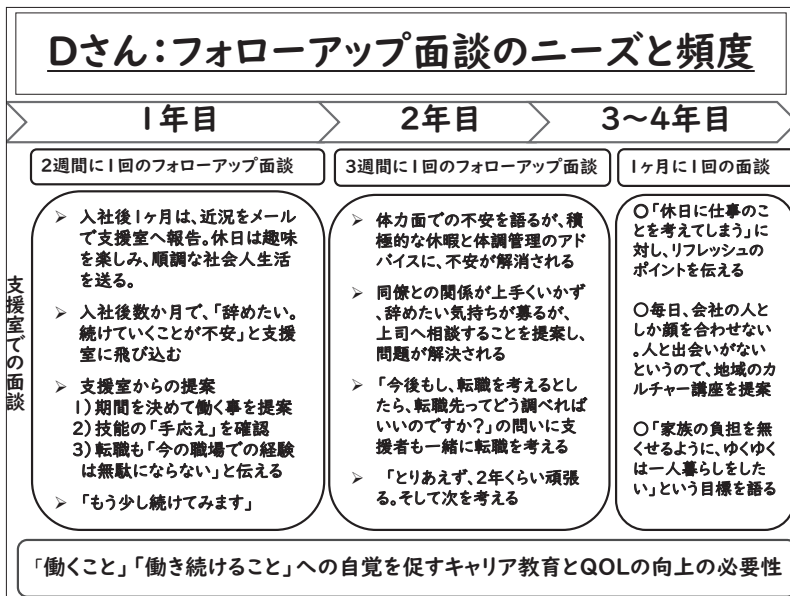 Dさん:フォローアップ面談のニーズと頻度
1年目
2年目
3～4年目
2週間に1回のフォローアップ面談
3週間に1回のフォローアップ面談
1ヶ月に1回の面談
支援室での面談
➢ 入社後1ヶ月は、近況をメール
で支援室へ報告。休日は趣味
を楽しみ、順調な社会人生活
を送る。
➢ 入社後数か月で、「辞めたい。
続けていくことが不安」と支援
室に飛び込む
➢ 支援室からの提案
1)期間を決めて働く事を提案
2)技能の「手応え」を確認
3)転職も「今の職場での経験
は無駄にならない」と伝える
➢ 「もう少し続けてみます」
➢ 体力面での不安を語るが、積
極的な休暇と体調管理のアド
バイスに、不安が解消される
➢ 同僚との関係が上手くいかず
、辞めたい気持ちが募るが、
上司へ相談することを提案し、
問題が解決される
➢ 「今後もし、転職を考えるとし
たら、転職先ってどう調べれば
いいのですか?」の問いに支
援者も一緒に転職を考える
➢ 「とりあえず、2年くらい頑張
る。そして次を考える
○「休日に仕事のこ
とを考えてしまう」に
対し、リフレッシュの
ポイントを伝える
○毎日、会社の人と
しか顔を合わせない
。人と出会いがない
というので、地域のカ
ルチャー講座を提案
○「家族の負担を無
くせるように、ゆくゆく
は一人暮らしをした
い」という目標を語る
「働くこと」「働き続けること」への自覚を促すキャリア教育とQOLの向上の必要性